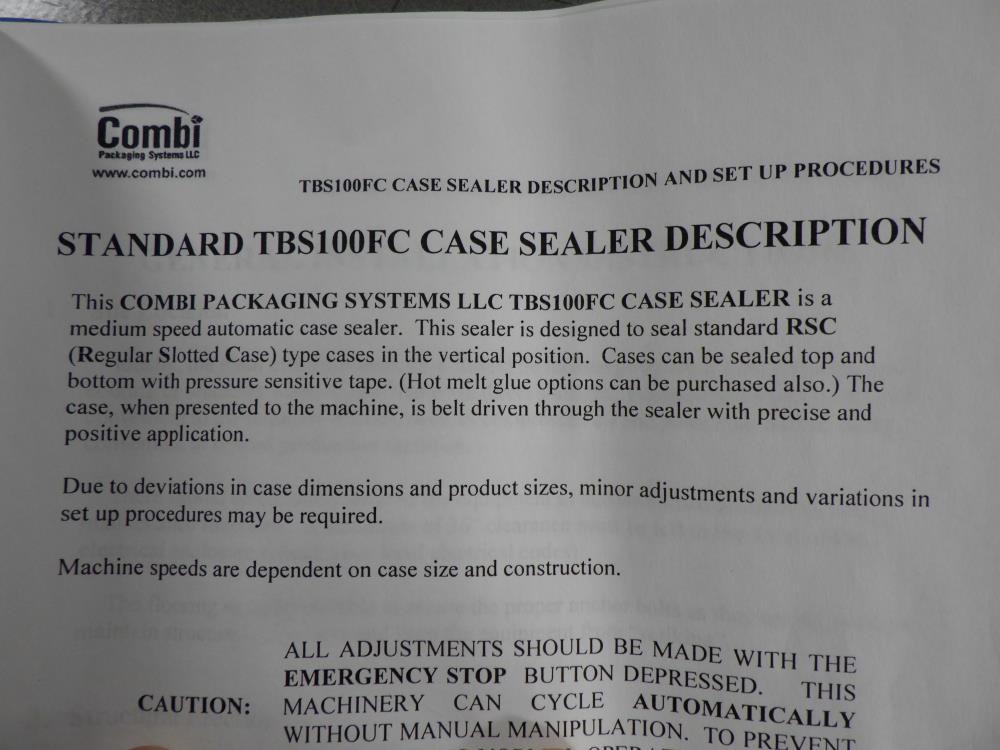 Combi
Packaging Systems LLC
www.combi.com
TBS100FC CASE SEALER DESCRIPTION AND SET UP PROCEDURES
STANDARD TBS100FC CASE SEALER DESCRIPTION
This COMBI PACKAGING SYSTEMS LLC TBS100FC CASE SEALER is a
medium speed automatic case sealer. This sealer is designed to seal standard RSC
(Regular Slotted Case) type cases in the vertical position. Cases can be sealed top and
bottom with pressure sensitive tape. (Hot melt glue options can be purchased also.) The
case, when presented to the machine, is belt driven through the sealer with precise and
positive application.
Due to deviations in case dimensions and product sizes, minor adjustments and variations in
set up procedures may be required.
Machine speeds are dependent on case size and construction.
ALL ADJUSTMENTS SHOULD BE MADE WITH THE
EMERGENCY STOP BUTTON DEPRESSED. THIS
CAUTION: MACHINERY CAN CYCLE AUTOMATICALLY
WITHOUT MANUAL MANIPULATION. TO PREVENT